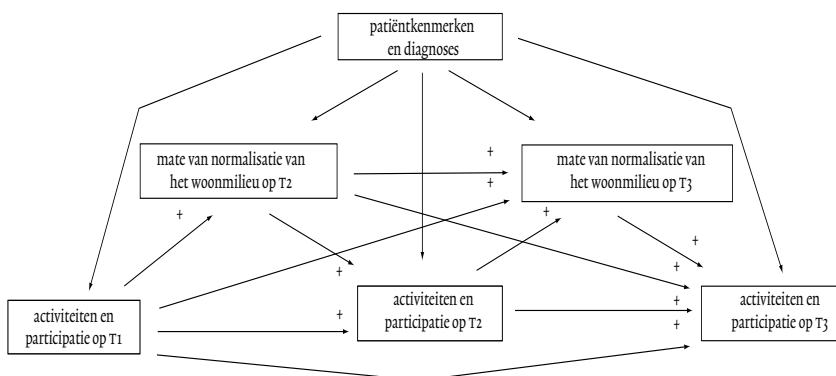 patiëntkenmerken
en diagnoses
mate van normalisatie van
het woonmilieu op T2
+
+
mate van normalisatie van
het woonmilieu op T3
+
+
+
+
+
activiteiten en
participatie op T1
+
activiteiten en
participatie op T2
+
+
activiteiten en
participatie op T3